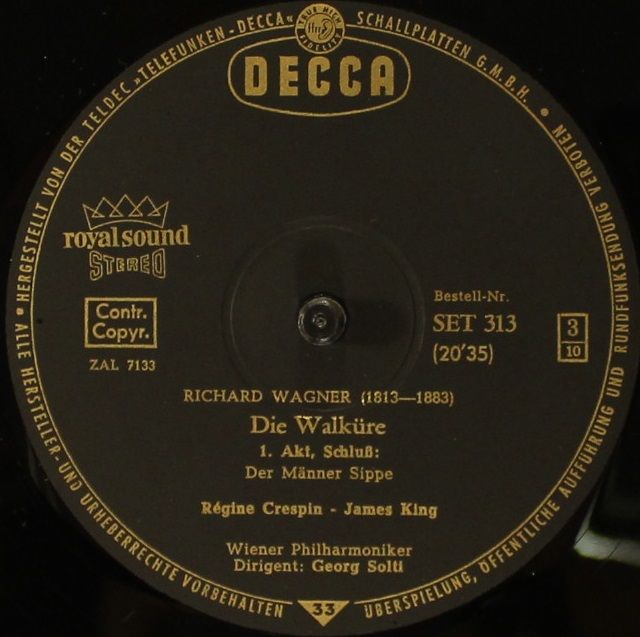 ALLE HERSTELLER-UND URHEBERRECHTE VORBEHALTEN
• HERGESTELLT VON DER TELDEC »TELEFUNKEN-DECCA« SCHALLPLATTEN G.M.B.H. •
DECCA
royal sound
STEREO
Contr.
Copyr.
ZAL 7133
Bestell-Nr.
SET 313
(20'35)
3
10
RICHARD WAGNER (1813—1883)
Die Walküre
1. Akt, Schluß:
Der Männer Sippe
Régine Crespin - James King
Wiener Philharmoniker
Dirigent: Georg Solti
33
ÜBERSPIELUNG, ÖFFENTLICHE AUFFÜHRUNG UND RUNDFUNKSENDUNG VERBOTEN